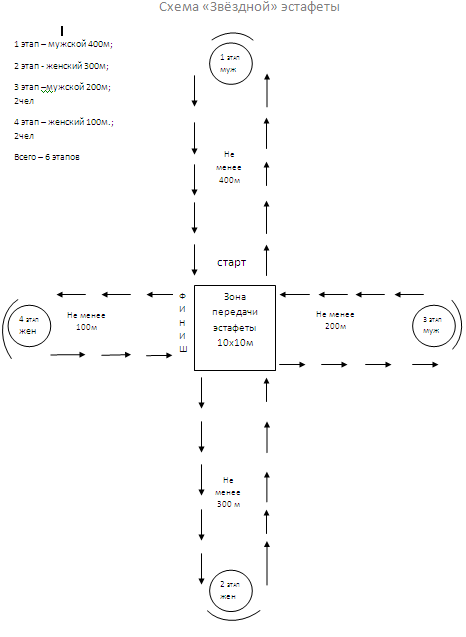 Схема «Звёздной» эстафеты
1 этап – мужской 400м;
2 этап - женский 300м;
3 этап –мужской 200м;
2чел
4 этап – женский 100м.;
2чел
Всего – 6 этапов
1 этап
муж
Не
менее
400м
старт
4 этап
жен
Не менее
100м
Ф
И
Н
И
Ш
Зона
передачи
эстафеты
10х10м
Не менее
200м
3 этап
муж
Не
менее
300 м
2 этап
жен